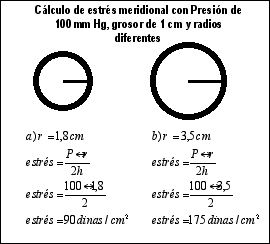 Cálculo de estrés meridional con Presión de
100 mm Hg, grosor de 1 cm y radios
diferentes
a) r = 1,8 cm
estrés = P↔r
2h
estrés = 100↔1,8
2
estrés = 90 dinas / cm²
b) r = 3,5 cm
estrés = P↔r
2h
estrés = 100↔3,5
2
estrés = 175 dinas / cm²